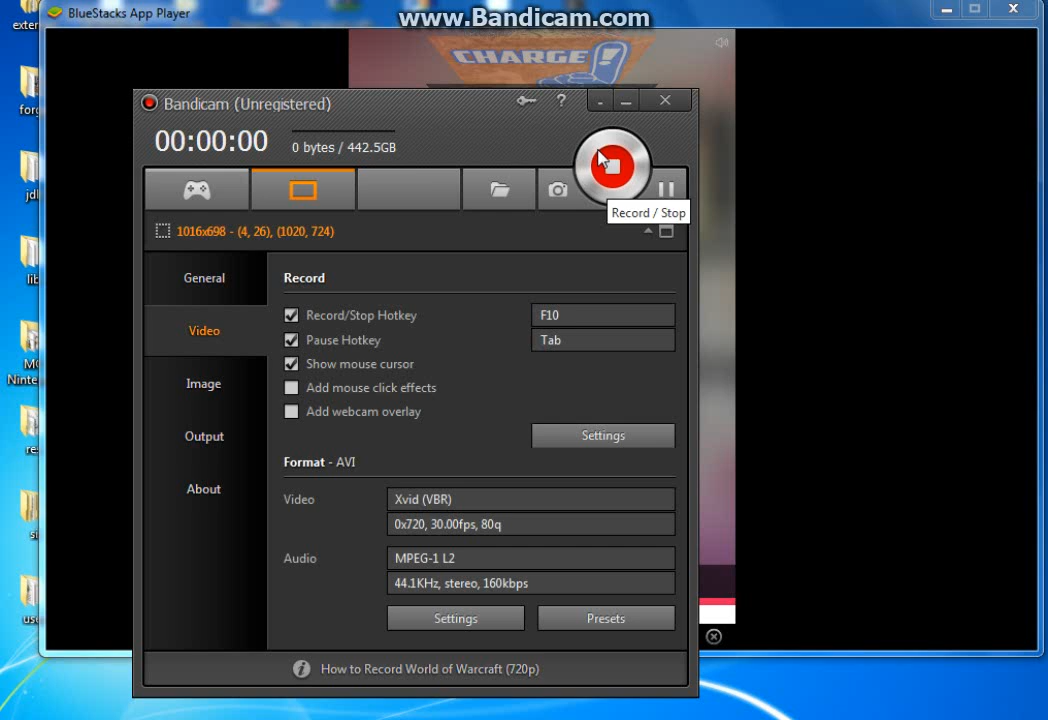 BlueStacks App Player
www.Bandicam.com
CHARGE!
Bandicam (Unregistered)
?
00:00:00
0 bytes / 442.5GB
Record / Stop
1016x698 - (4, 26), (1020, 724)
General
Video
Image
Output
About
Record
Record/Stop Hotkey
F10
Pause Hotkey
Tab
Show mouse cursor
Add mouse click effects
Add webcam overlay
Settings
Format - AVI
Video
Xvid (VBR)
0x720, 30.00fps, 80q
Audio
MPEG-1 L2
44.1KHz, stereo, 160kbps
Settings
Presets
How to Record World of Warcraft (720p)